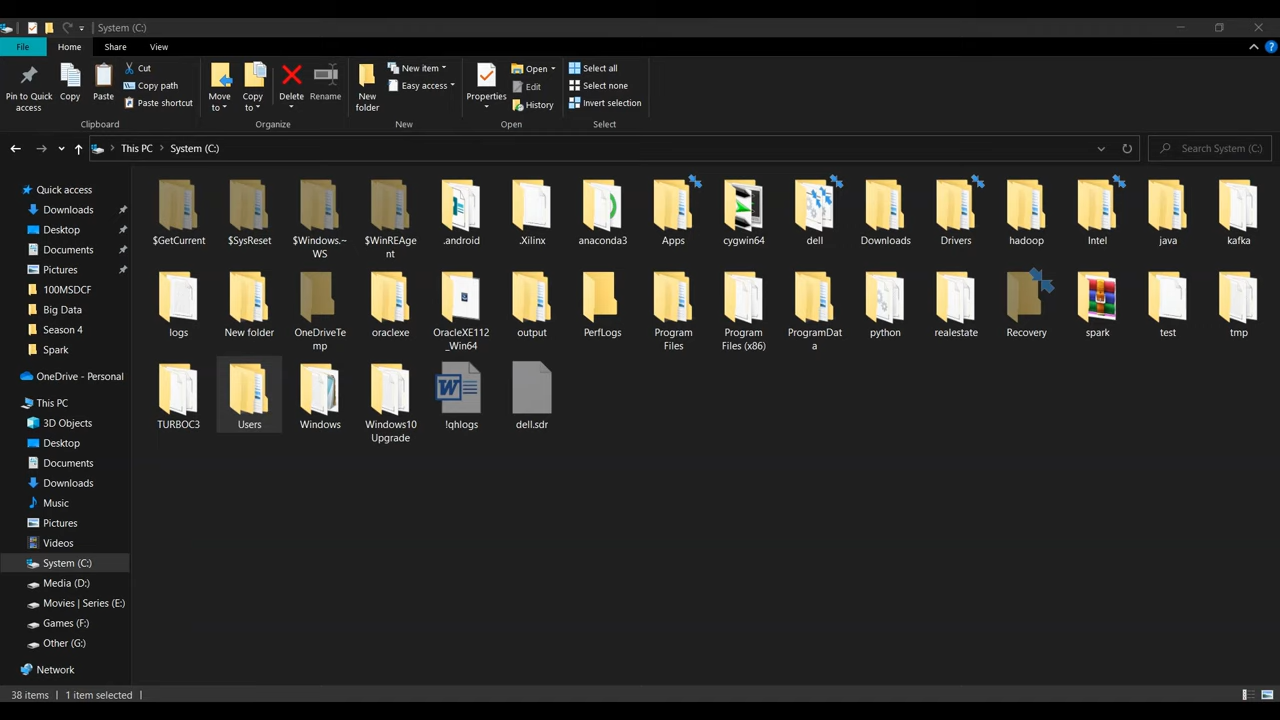 System (C:)
File Home Share View
Pin to Quick access
Copy
Paste
Cut
Copy path
Paste shortcut
Clipboard
Move to
Copy to
Delete
Rename
Organize
New folder
New item
Easy access
New
Properties
Open
Edit
History
Open
Select all
Select none
Invert selection
Select
This PC > System (C:)
Search System (C:)
Quick access
Downloads
Desktop
Documents
Pictures
100MSDCF
Big Data
Season 4
Spark
OneDrive - Personal
This PC
3D Objects
Desktop
Documents
Downloads
Music
Pictures
Videos
System (C:)
Media (D:)
Movies | Series (E:)
Games (F:)
Other (G:)
Network
$GetCurrent
$SysReset
$Windows.~
WS
$WinREAge
nt
.android
.Xilinx
anaconda3
Apps
cygwin64
dell
Downloads
Drivers
hadoop
Intel
java
kafka
logs
New folder
OneDriveTe
mp
oraclexe
OracleXE112
_Win64
output
PerfLogs
Program
Files
Program
Files (x86)
ProgramDat
a
python
realestate
Recovery
spark
test
tmp
TURBOC3
Users
Windows
Windows10
Upgrade
!qhlogs
dell.sdr
38 items 1 item selected